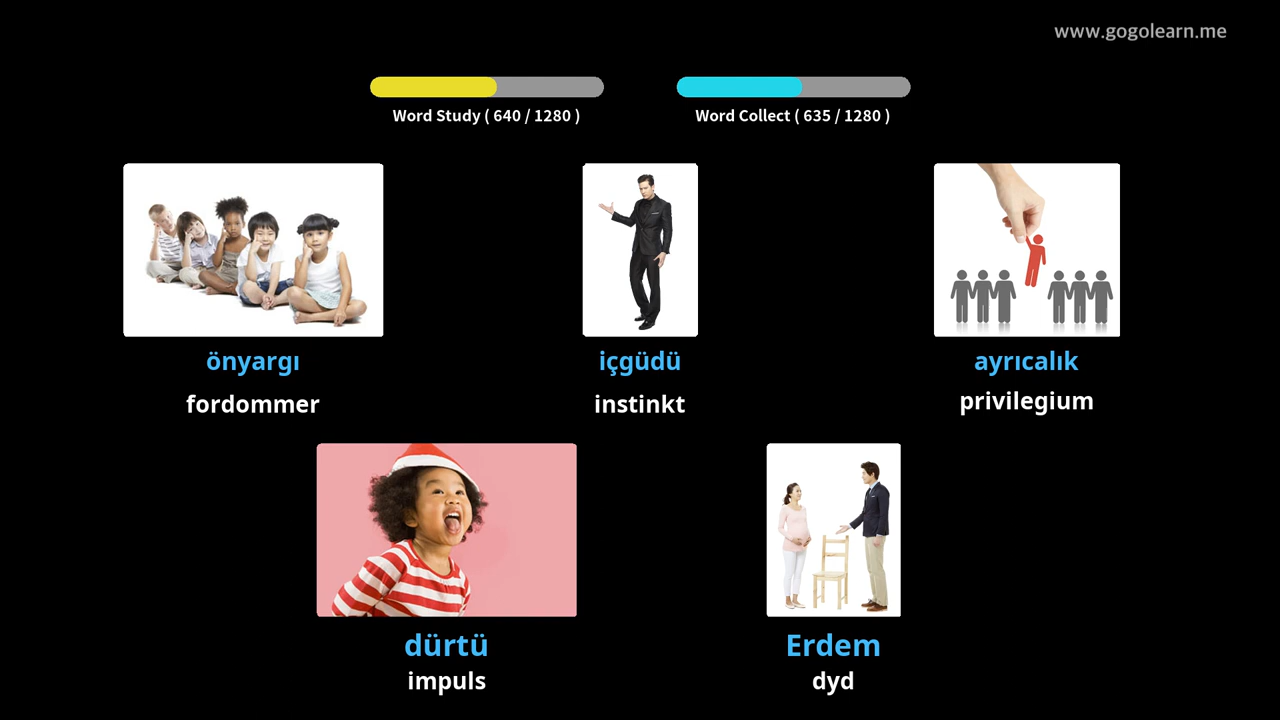 www.gogolearn.me
Word Study ( 640 / 1280 )
Word Collect ( 635 / 1280 )
önyargı
içgüdü
ayrıcalık
fordommer
instinkt
privilegium
dürtü
Erdem
impuls
dyd